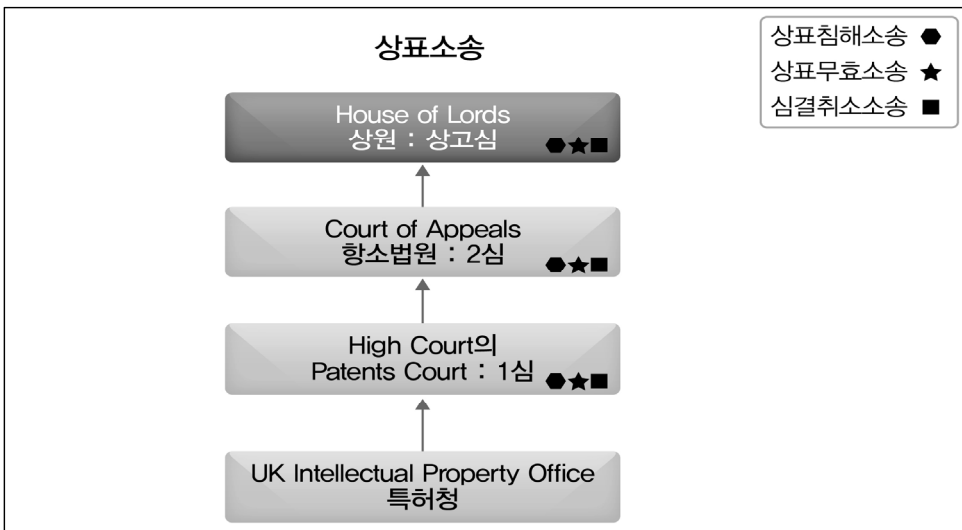 상표소송
상표침해소송 ⬣
상표무효소송 ★
심결취소소송 ■
House of Lords
상원 : 상고심 ⬣★■
Court of Appeals
항소법원 : 2심 ⬣★■
High Court의
Patents Court : 1심 ⬣★■
UK Intellectual Property Office
특허청